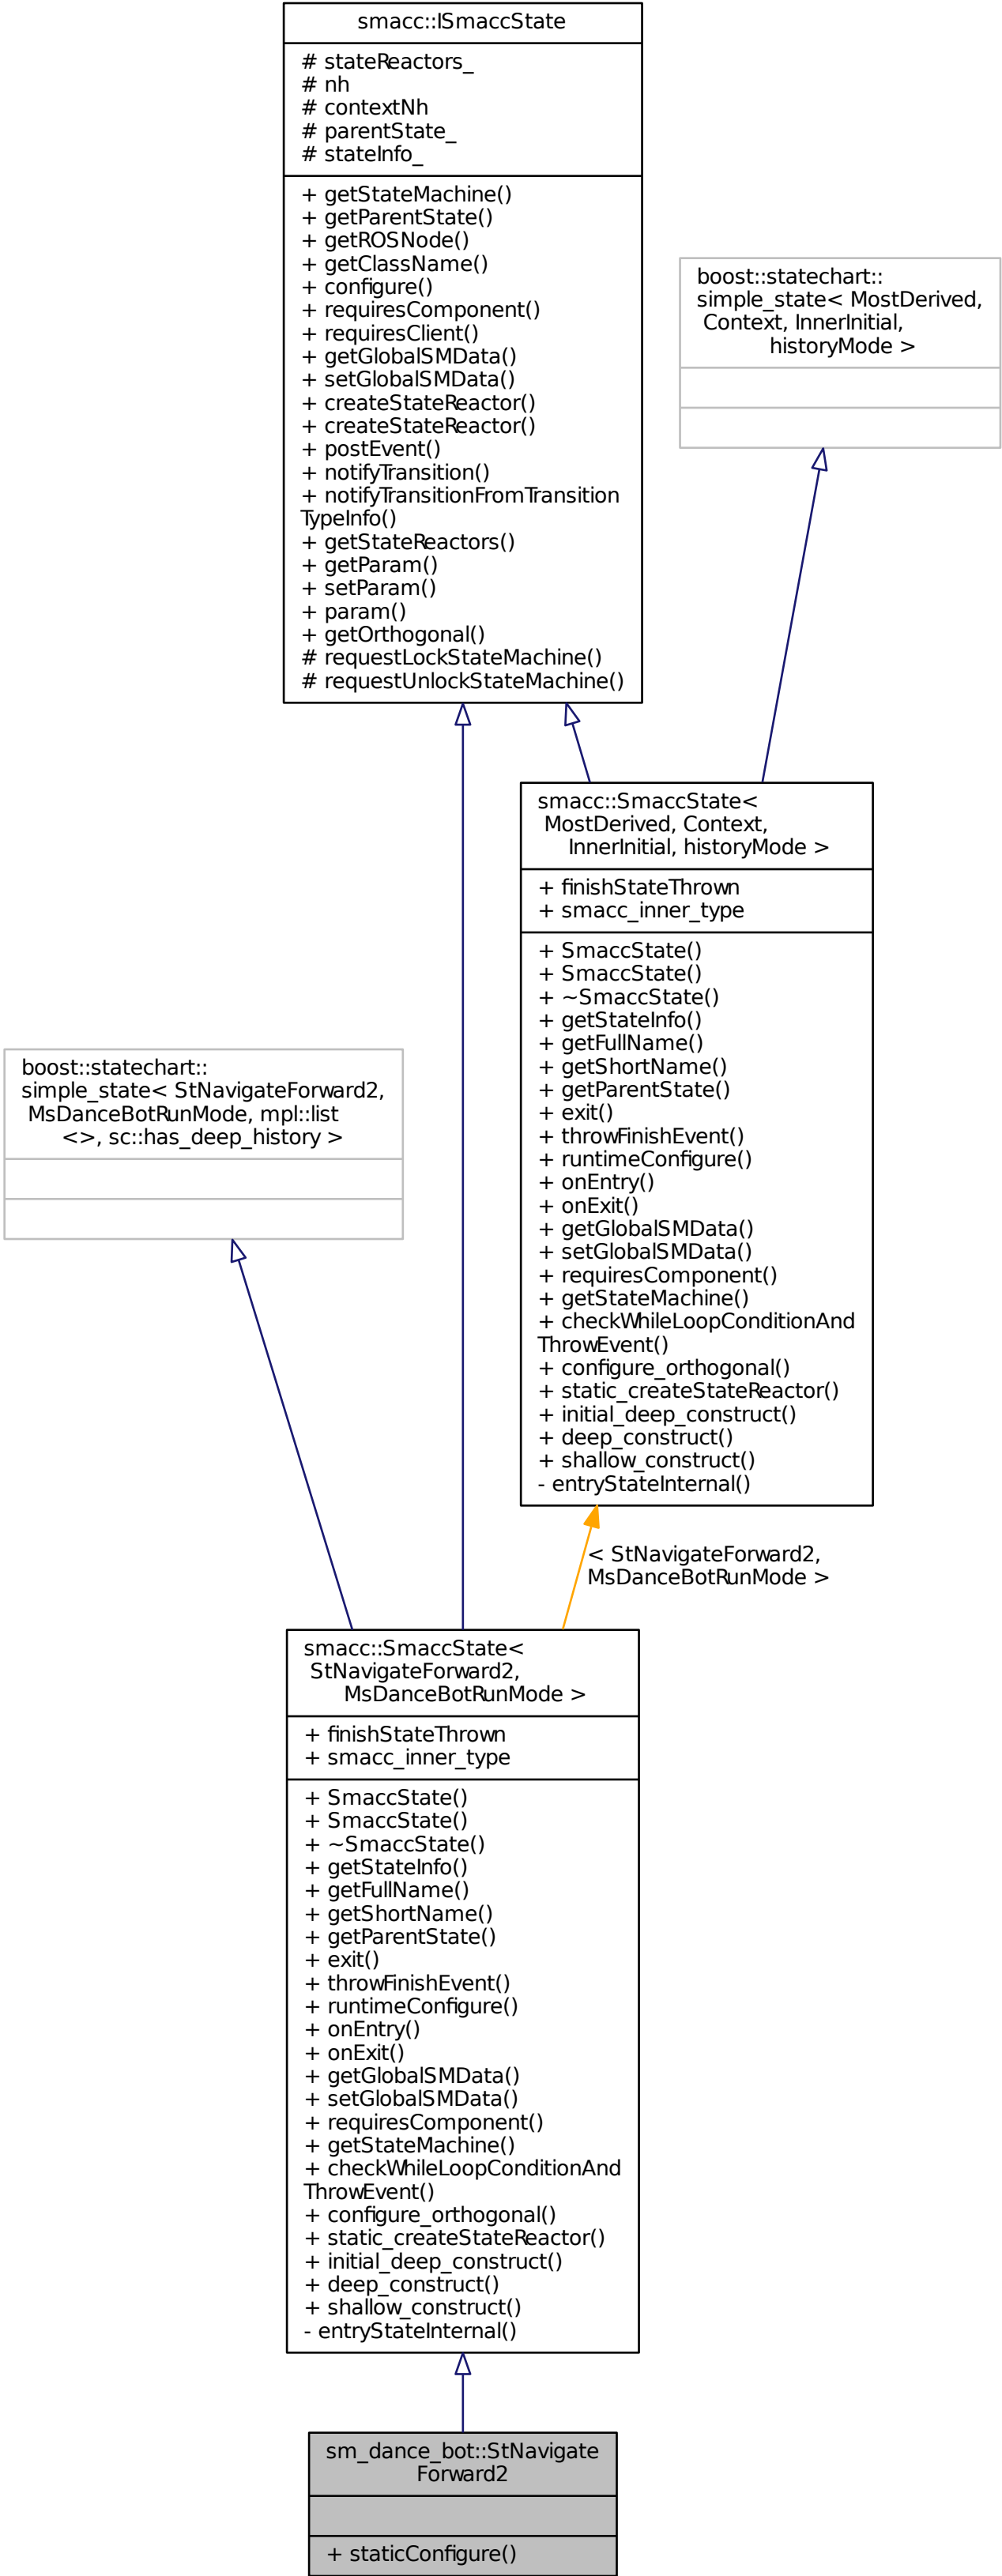 smacc::ISmaccState
# stateReactors_
# nh
# contextNh
# parentState_
# stateInfo_
+ getStateMachine()
+ getParentState()
+ getROSNode()
+ getClassName()
+ configure()
+ requiresComponent()
+ requiresClient()
+ getGlobalSMData()
+ setGlobalSMData()
+ createStateReactor()
+ createStateReactor()
+ postEvent()
+ notifyTransition()
+ notifyTransitionFromTransition
TypeInfo()
+ getStateReactors()
+ getParam()
+ setParam()
+ param()
+ getOrthogonal()
# requestLockStateMachine()
# requestUnlockStateMachine()
boost::statechart::
simple_state< MostDerived,
Context, InnerInitial,
historyMode >
smacc::SmaccState<
MostDerived, Context,
InnerInitial, historyMode >
+ finishStateThrown
+ smacc_inner_type
+ SmaccState()
+ SmaccState()
+ ~SmaccState()
+ getStateInfo()
+ getFullName()
+ getShortName()
+ getParentState()
+ exit()
+ throwFinishEvent()
+ runtimeConfigure()
+ onEntry()
+ onExit()
+ getGlobalSMData()
+ setGlobalSMData()
+ requiresComponent()
+ getStateMachine()
+ checkWhileLoopConditionAnd
ThrowEvent()
+ configure_orthogonal()
+ static_createStateReactor()
+ initial_deep_construct()
+ deep_construct()
+ shallow_construct()
- entryStateInternal()
boost::statechart::
simple_state< StNavigateForward2,
MsDanceBotRunMode, mpl::list
<>, sc::has_deep_history >
< StNavigateForward2,
MsDanceBotRunMode >
smacc::SmaccState<
StNavigateForward2,
MsDanceBotRunMode >
+ finishStateThrown
+ smacc_inner_type
+ SmaccState()
+ SmaccState()
+ ~SmaccState()
+ getStateInfo()
+ getFullName()
+ getShortName()
+ getParentState()
+ exit()
+ throwFinishEvent()
+ runtimeConfigure()
+ onEntry()
+ onExit()
+ getGlobalSMData()
+ setGlobalSMData()
+ requiresComponent()
+ getStateMachine()
+ checkWhileLoopConditionAnd
ThrowEvent()
+ configure_orthogonal()
+ static_createStateReactor()
+ initial_deep_construct()
+ deep_construct()
+ shallow_construct()
- entryStateInternal()
sm_dance_bot::StNavigate
Forward2
+ staticConfigure()